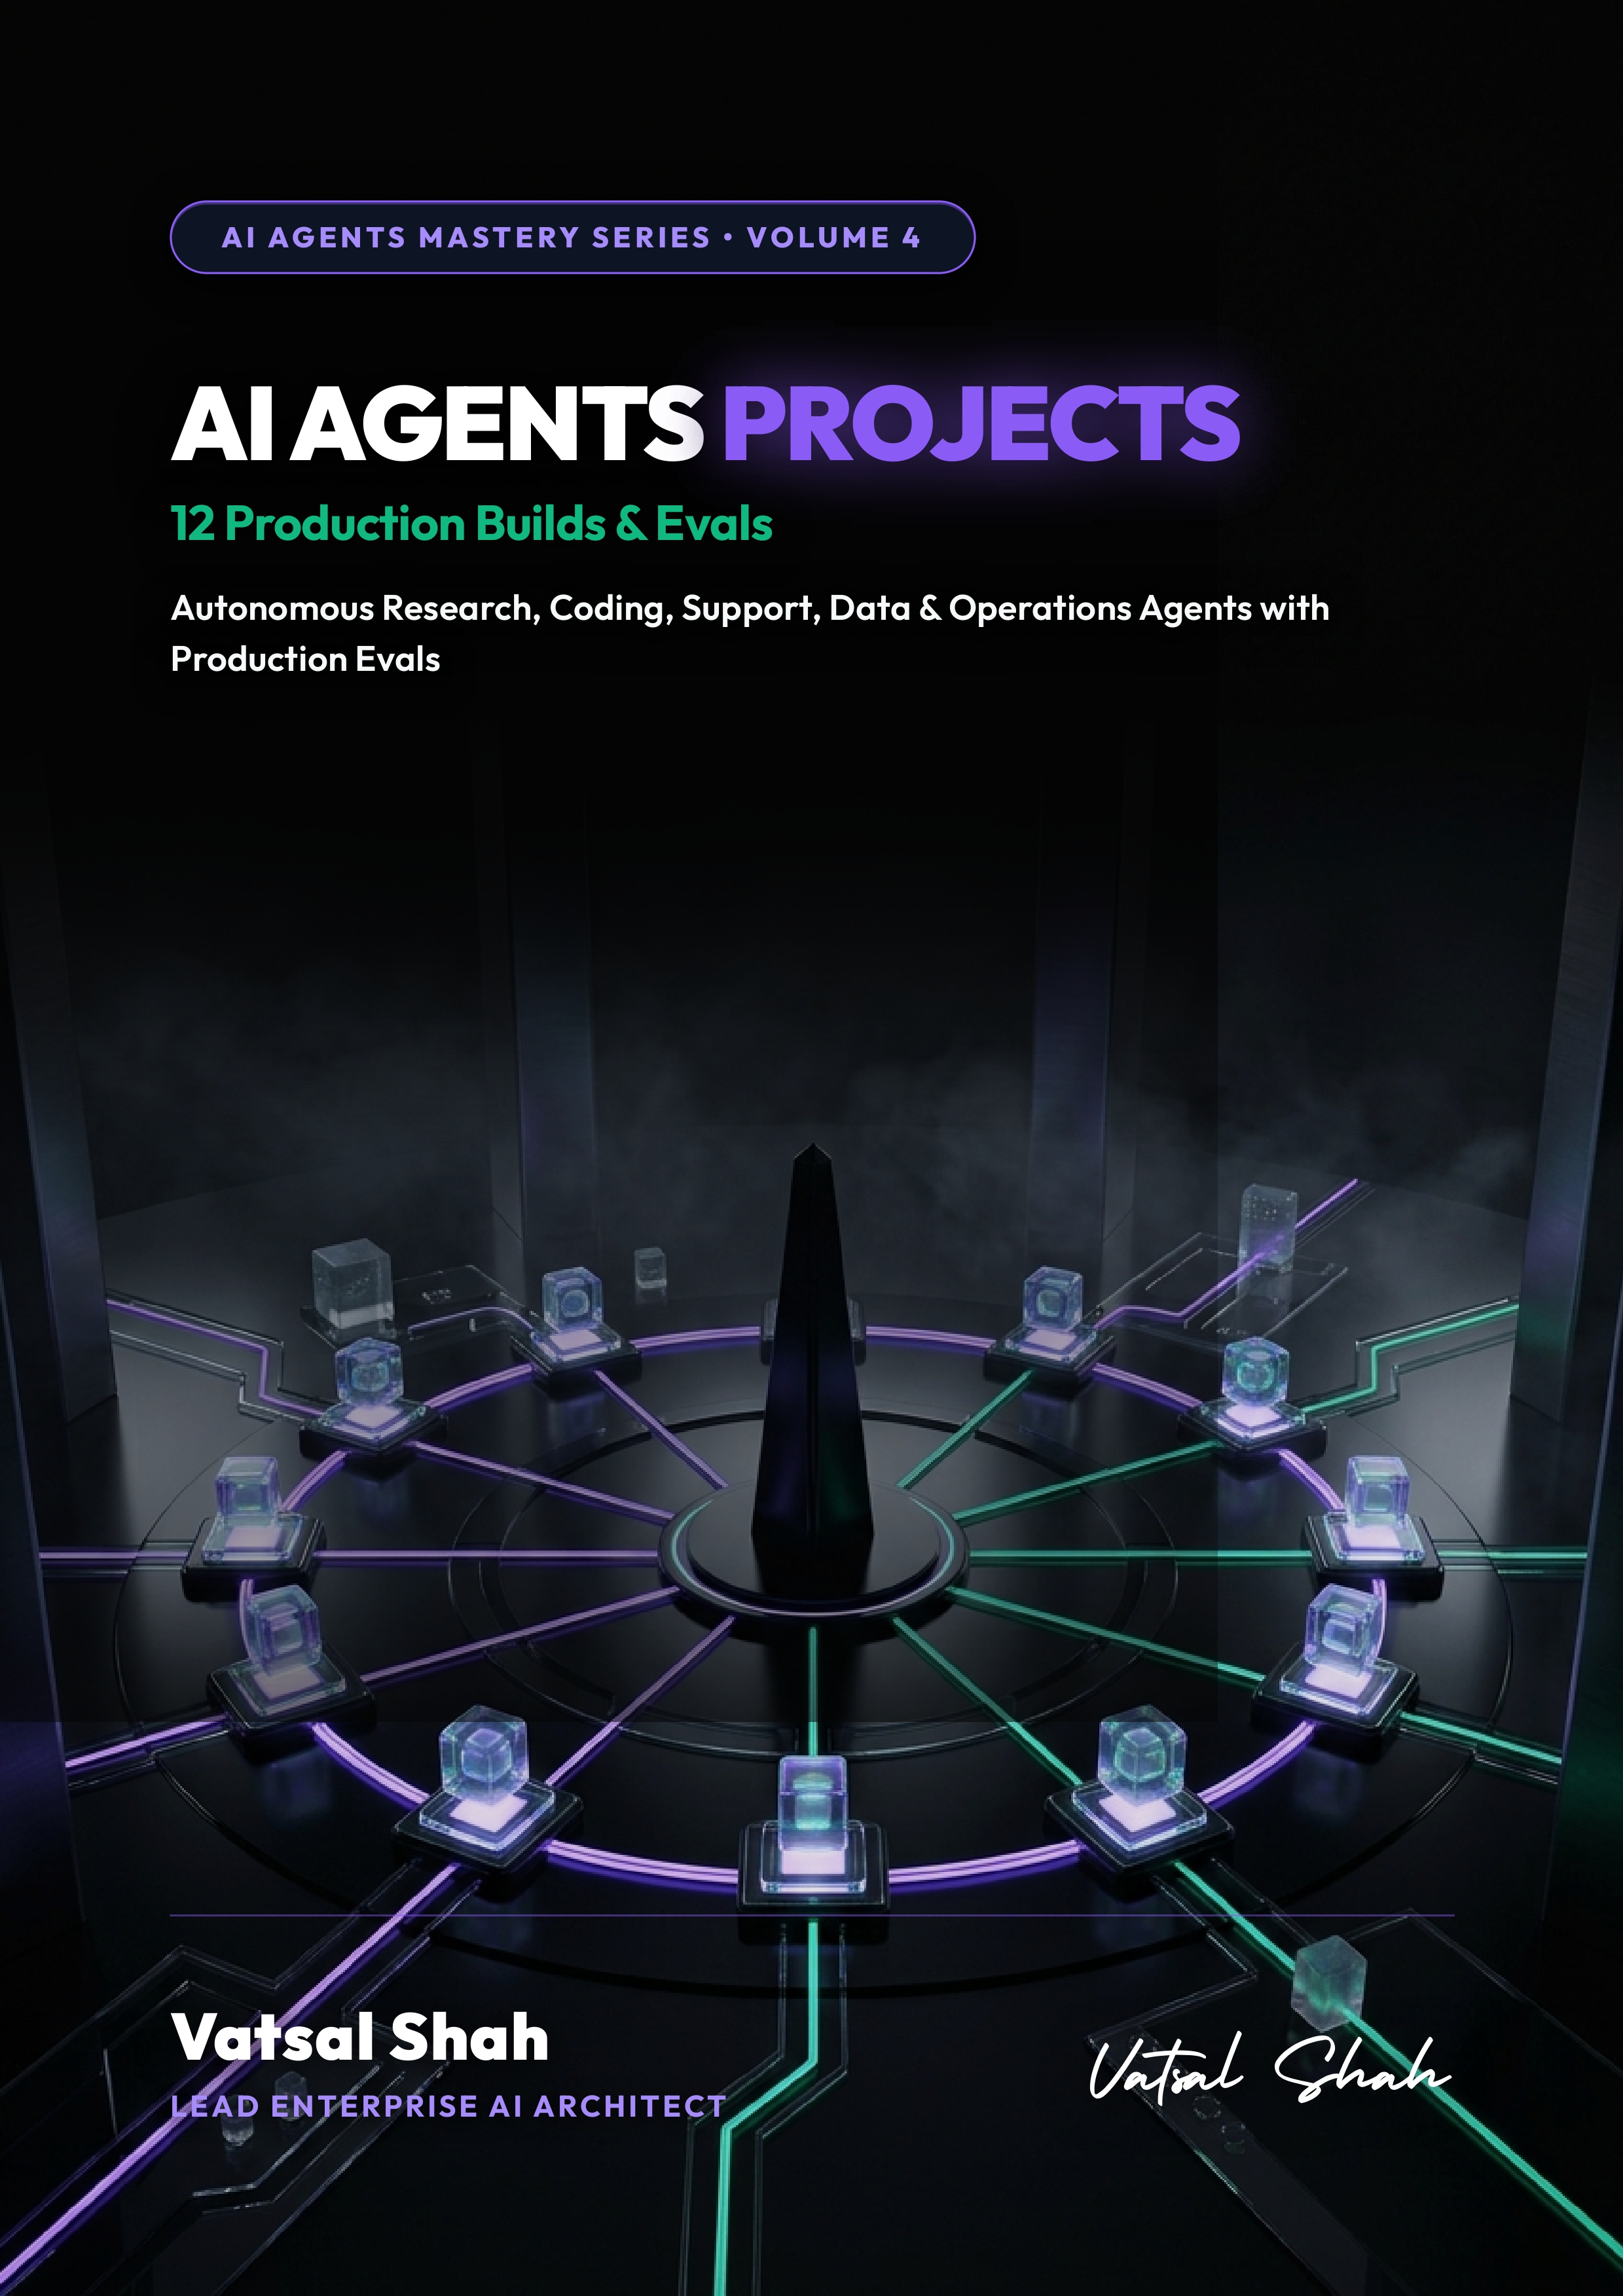 AI AGENTS MASTERY SERIES • VOLUME 4
AI AGENTS PROJECTS
12 Production Builds & Evals
Autonomous Research, Coding, Support, Data & Operations Agents with
Production Evals
Vatsal Shah
LEAD ENTERPRISE AI ARCHITECT
Vatsal Shah